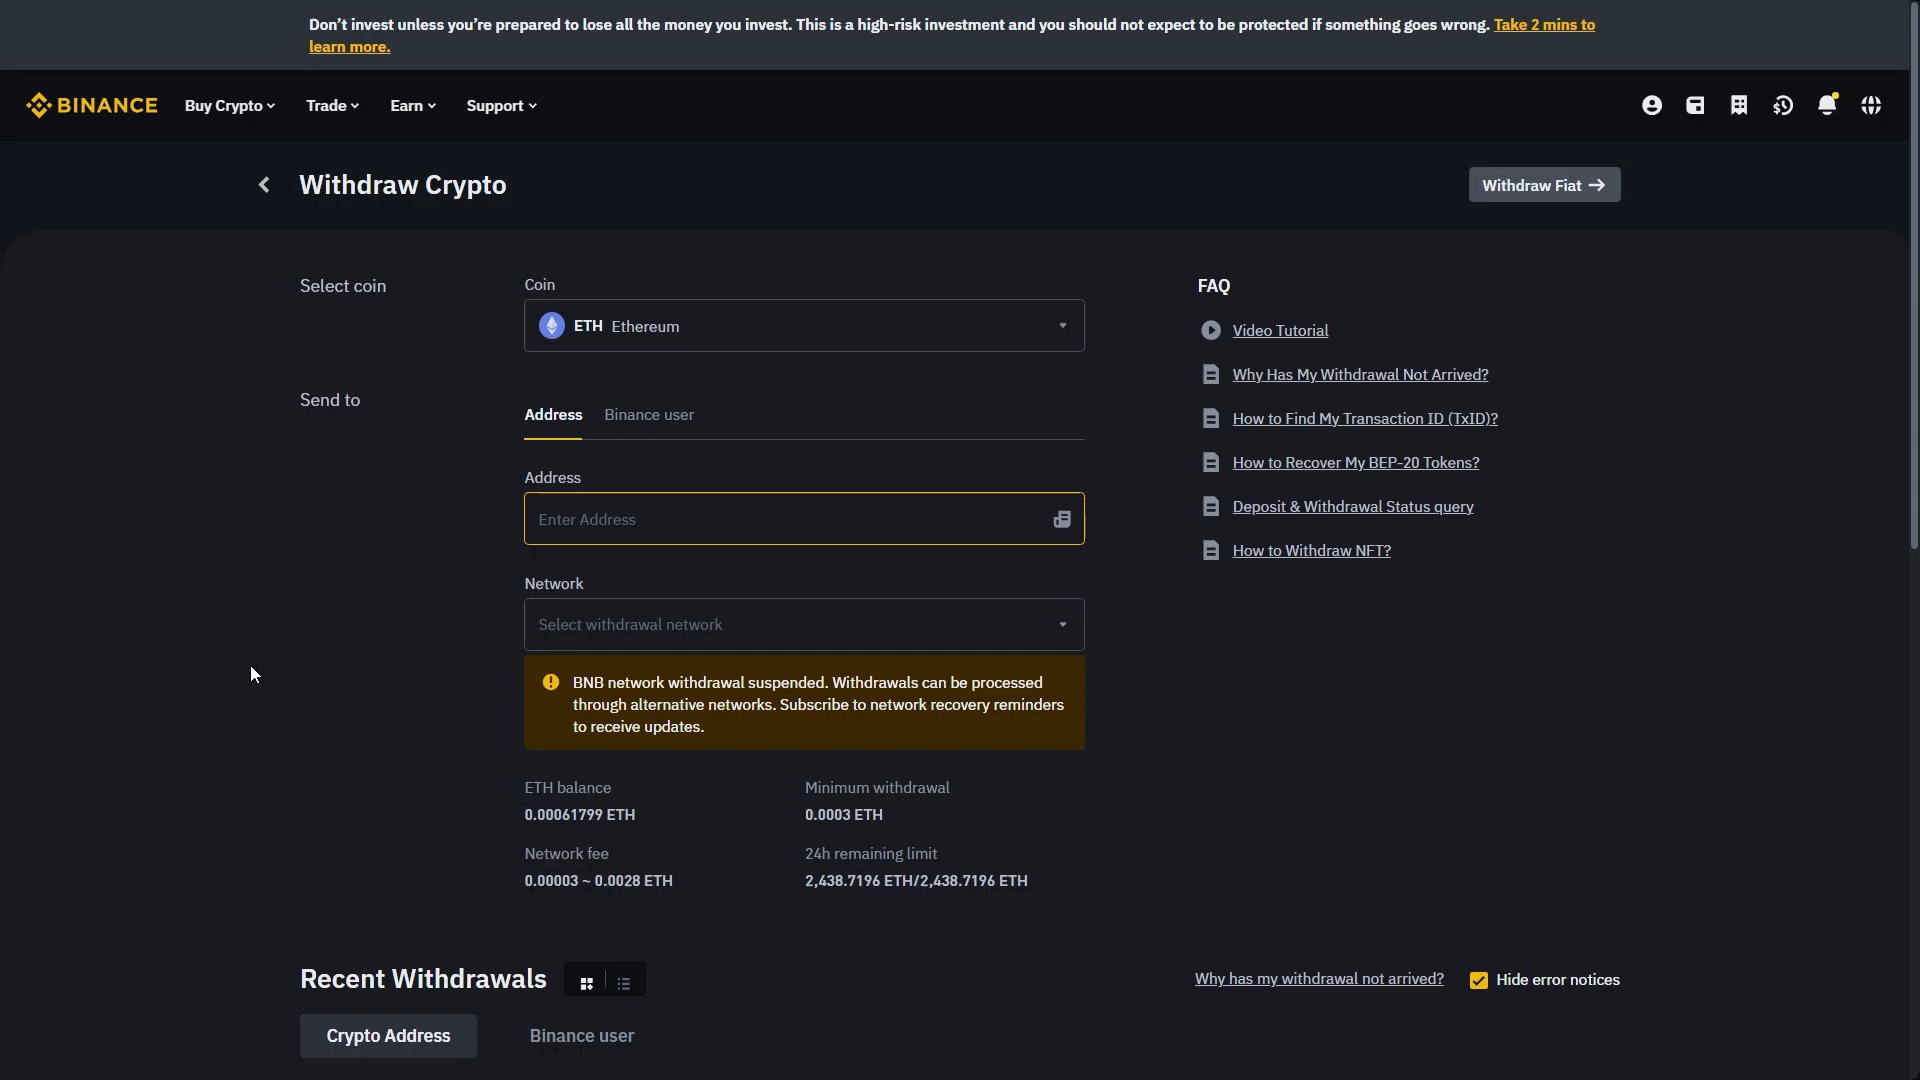 Don't invest unless you're prepared to lose all the money you invest. This is a high-risk investment and you should not expect to be protected if something goes wrong. Take 2 mins to
learn more.
BINANCE Buy Crypto Trade Earn Support
Withdraw Crypto
Withdraw Fiat →
Select coin
Coin
ETH Ethereum
Send to
Address Binance user
Address
Enter Address
Network
Select withdrawal network
BNB network withdrawal suspended. Withdrawals can be processed
through alternative networks. Subscribe to network recovery reminders
to receive updates.
ETH balance
0.00061799 ETH
Minimum withdrawal
0.0003 ETH
Network fee
0.00003 ~ 0.0028 ETH
24h remaining limit
2,438.7196 ETH/2,438.7196 ETH
FAQ
Video Tutorial
Why Has My Withdrawal Not Arrived?
How to Find My Transaction ID (TxID)?
How to Recover My BEP-20 Tokens?
Deposit & Withdrawal Status query
How to Withdraw NFT?
Recent Withdrawals
Why has my withdrawal not arrived?
Hide error notices
Crypto Address
Binance user